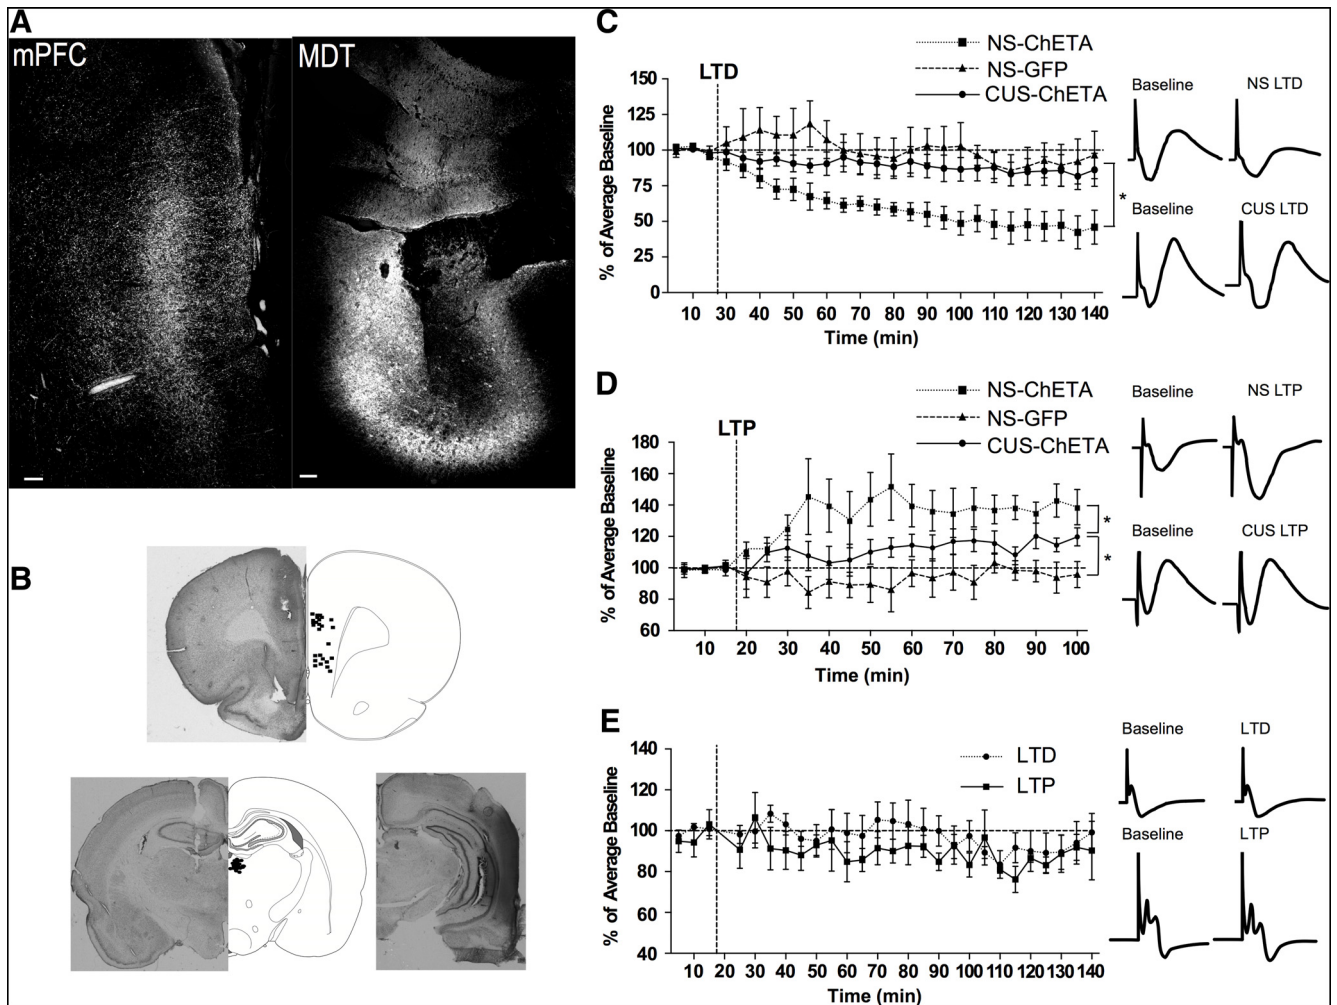 A
mPFC
MDT
B
C
NS-ChETA
NS-GFP
CUS-ChETA
LTD
% of Average Baseline
150
125
100
75
50
25
0
10 20 30 40 50 60 70 80 90 100 110 120 130 140
Time (min)
*
Baseline
NS LTD
Baseline
CUS LTD
D
NS-ChETA
NS-GFP
CUS-ChETA
LTP
% of Average Baseline
180
160
140
120
100
80
60
10 20 30 40 50 60 70 80 90 100
Time (min)
*
*
Baseline
NS LTP
Baseline
CUS LTP
E
LTD
LTP
% of Average Baseline
140
120
100
80
60
40
10 20 30 40 50 60 70 80 90 100 110 120 130 140
Time (min)
Baseline
LTD
Baseline
LTP